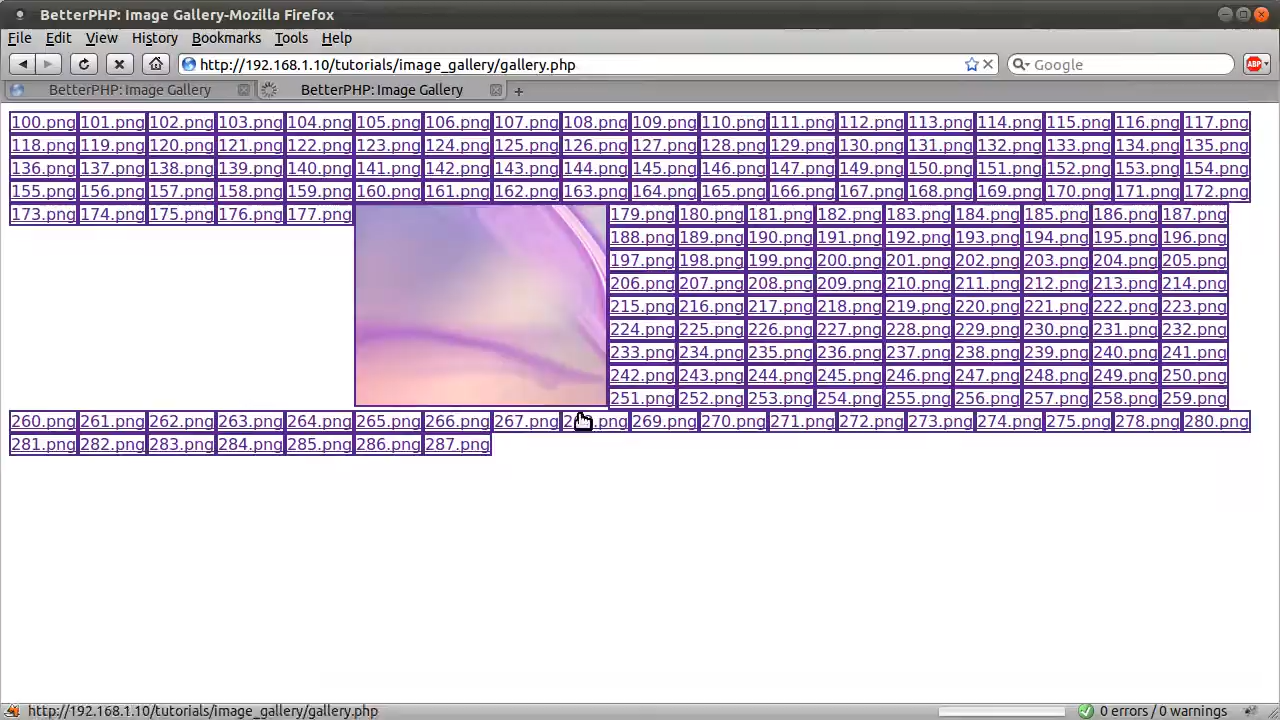 BetterPHP: Image Gallery-Mozilla Firefox
File Edit View History Bookmarks Tools Help
http://192.168.1.10/tutorials/image_gallery/gallery.php Google ABP
BetterPHP: Image Gallery BetterPHP: Image Gallery
100.png 101.png 102.png 103.png 104.png 105.png 106.png 107.png 108.png 109.png 110.png 111.png 112.png 113.png 114.png 115.png 116.png 117.png
118.png 119.png 120.png 121.png 122.png 123.png 124.png 125.png 126.png 127.png 128.png 129.png 130.png 131.png 132.png 133.png 134.png 135.png
136.png 137.png 138.png 139.png 140.png 141.png 142.png 143.png 144.png 145.png 146.png 147.png 149.png 150.png 151.png 152.png 153.png 154.png
155.png 156.png 157.png 158.png 159.png 160.png 161.png 162.png 163.png 164.png 165.png 166.png 167.png 168.png 169.png 170.png 171.png 172.png
173.png 174.png 175.png 176.png 177.png 179.png 180.png 181.png 182.png 183.png 184.png 185.png 186.png 187.png
188.png 189.png 190.png 191.png 192.png 193.png 194.png 195.png 196.png
197.png 198.png 199.png 200.png 201.png 202.png 203.png 204.png 205.png
206.png 207.png 208.png 209.png 210.png 211.png 212.png 213.png 214.png
215.png 216.png 217.png 218.png 219.png 220.png 221.png 222.png 223.png
224.png 225.png 226.png 227.png 228.png 229.png 230.png 231.png 232.png
233.png 234.png 235.png 236.png 237.png 238.png 239.png 240.png 241.png
242.png 243.png 244.png 245.png 246.png 247.png 248.png 249.png 250.png
251.png 252.png 253.png 254.png 255.png 256.png 257.png 258.png 259.png
260.png 261.png 262.png 263.png 264.png 265.png 266.png 267.png 269.png 270.png 271.png 272.png 273.png 274.png 275.png 278.png 280.png
281.png 282.png 283.png 284.png 285.png 286.png 287.png
http://192.168.1.10/tutorials/image_gallery/gallery.php 0 errors / 0 warnings